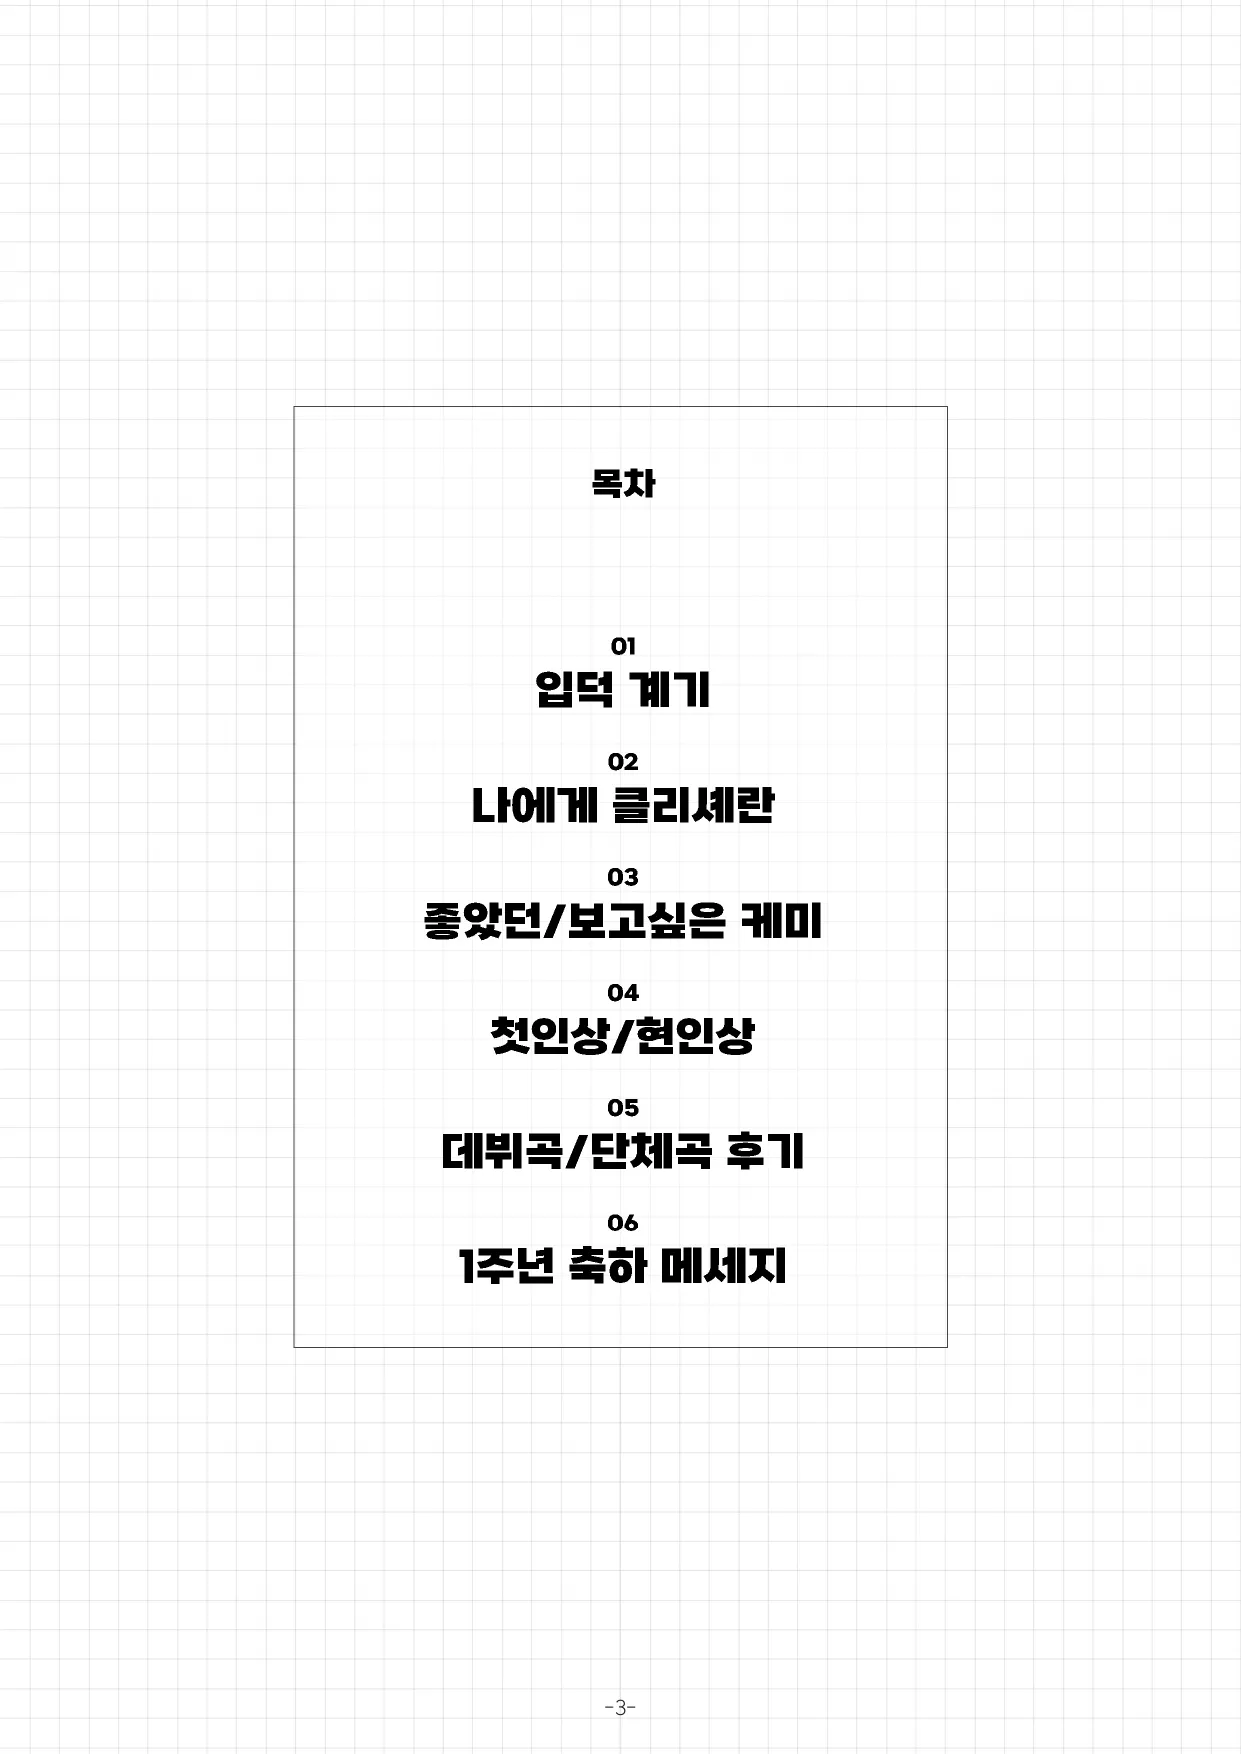 목차
01
입덕 계기
02
나에게 클리셰란
03
좋았던/보고싶은 케미
04
첫인상/현인상
05
데뷔곡/단체곡 후기
06
1주년 축하 메세지
-3-